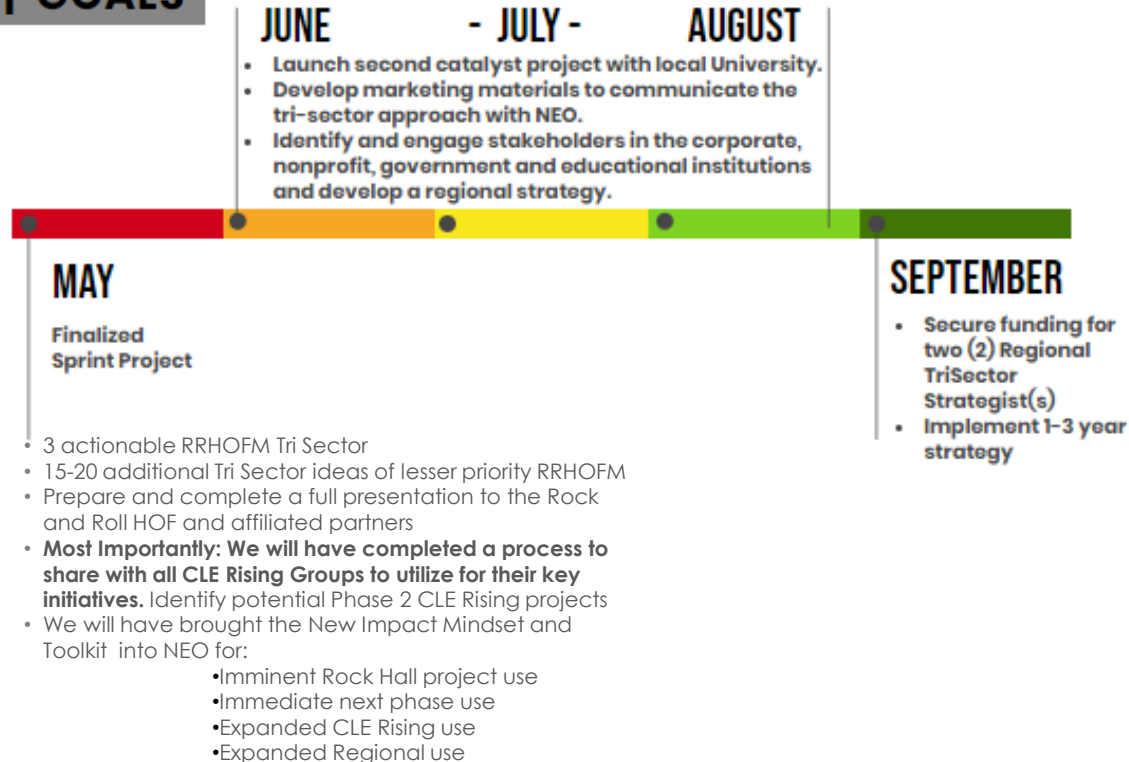 GOALS
JUNE - JULY - AUGUST
• Launch second catalyst project with local University.
• Develop marketing materials to communicate the
tri-sector approach with NEO.
• Identify and engage stakeholders in the corporate,
nonprofit, government and educational institutions
and develop a regional strategy.
MAY
Finalized
Sprint Project
SEPTEMBER
• Secure funding for
two (2) Regional
TriSector
Strategist(s)
• Implement 1-3 year
strategy
• 3 actionable RRHOFM Tri Sector
• 15-20 additional Tri Sector ideas of lesser priority RRHOFM
• Prepare and complete a full presentation to the Rock
and Roll HOF and affiliated partners
• Most Importantly: We will have completed a process to
share with all CLE Rising Groups to utilize for their key
initiatives. Identify potential Phase 2 CLE Rising projects
• We will have brought the New Impact Mindset and
Toolkit into NEO for:
•Imminent Rock Hall project use
•Immediate next phase use
•Expanded CLE Rising use
•Expanded Regional use